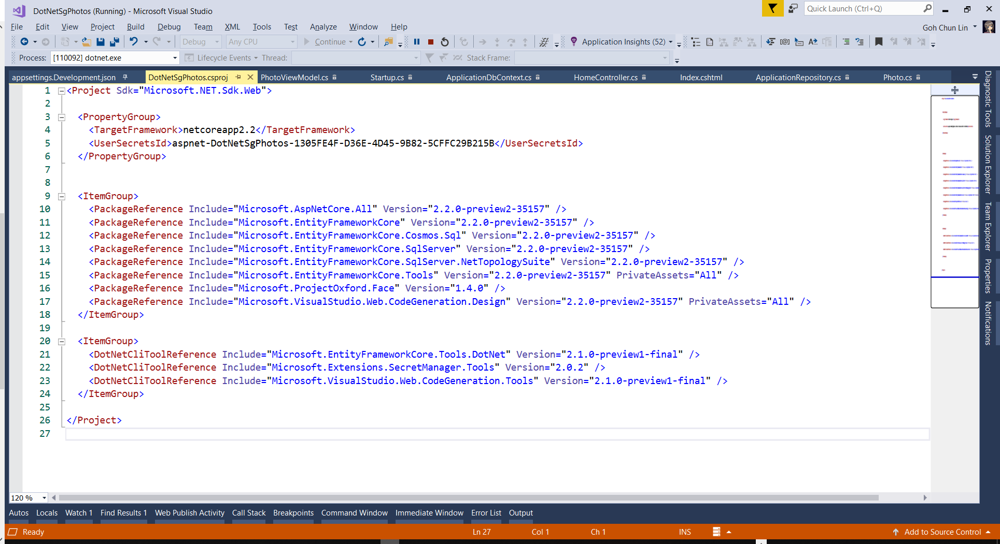 DotNetSgPhotos (Running) - Microsoft Visual Studio
Quick Launch (Ctrl+Q)
File Edit View Project Build Debug Team XML Tools Test Analyze Window Help
Goh Chun Lin
Debug Any CPU Continue Application Insights (52)
Process: [110092] dotnet.exe Lifecycle Events Thread: Stack Frame:
appsettings.Development.json DotNetSgPhotos.csproj PhotoViewModel.cs Startup.cs ApplicationDbContext.cs HomeController.cs Index.cshtml ApplicationRepository.cs Photo.cs
1 <Project Sdk="Microsoft.NET.Sdk.Web">
2
3 <PropertyGroup>
4 <TargetFramework>netcoreapp2.2</TargetFramework>
5 <UserSecretsId>aspnet-DotNetSgPhotos-1305FE4F-D36E-4D45-9B82-5CFFC29B215B</UserSecretsId>
6 </PropertyGroup>
7
8
9 <ItemGroup>
10 <PackageReference Include="Microsoft.AspNetCore.All" Version="2.2.0-preview2-35157" />
11 <PackageReference Include="Microsoft.EntityFrameworkCore" Version="2.2.0-preview2-35157" />
12 <PackageReference Include="Microsoft.EntityFrameworkCore.Cosmos.Sql" Version="2.2.0-preview2-35157" />
13 <PackageReference Include="Microsoft.EntityFrameworkCore.SqlServer" Version="2.2.0-preview2-35157" />
14 <PackageReference Include="Microsoft.EntityFrameworkCore.SqlServer.NetTopologySuite" Version="2.2.0-preview2-35157" />
15 <PackageReference Include="Microsoft.EntityFrameworkCore.Tools" Version="2.2.0-preview2-35157" PrivateAssets="All" />
16 <PackageReference Include="Microsoft.ProjectOxford.Face" Version="1.4.0" />
17 <PackageReference Include="Microsoft.VisualStudio.Web.CodeGeneration.Design" Version="2.2.0-preview2-35157" PrivateAssets="All" />
18 </ItemGroup>
19
20 <ItemGroup>
21 <DotNetCliToolReference Include="Microsoft.EntityFrameworkCore.Tools.DotNet" Version="2.1.0-preview1-final" />
22 <DotNetCliToolReference Include="Microsoft.Extensions.SecretManager.Tools" Version="2.0.2" />
23 <DotNetCliToolReference Include="Microsoft.VisualStudio.Web.CodeGeneration.Tools" Version="2.1.0-preview1-final" />
24 </ItemGroup>
25
26 </Project>
27
Diagnostic Tools
Solution Explorer
Team Explorer
Properties
Notifications
120 %
Autos Locals Watch 1 Find Results 1 Web Publish Activity Call Stack Breakpoints Command Window Immediate Window Error List Output
Ready Ln 27 Col 1 Ch 1 INS Add to Source Control